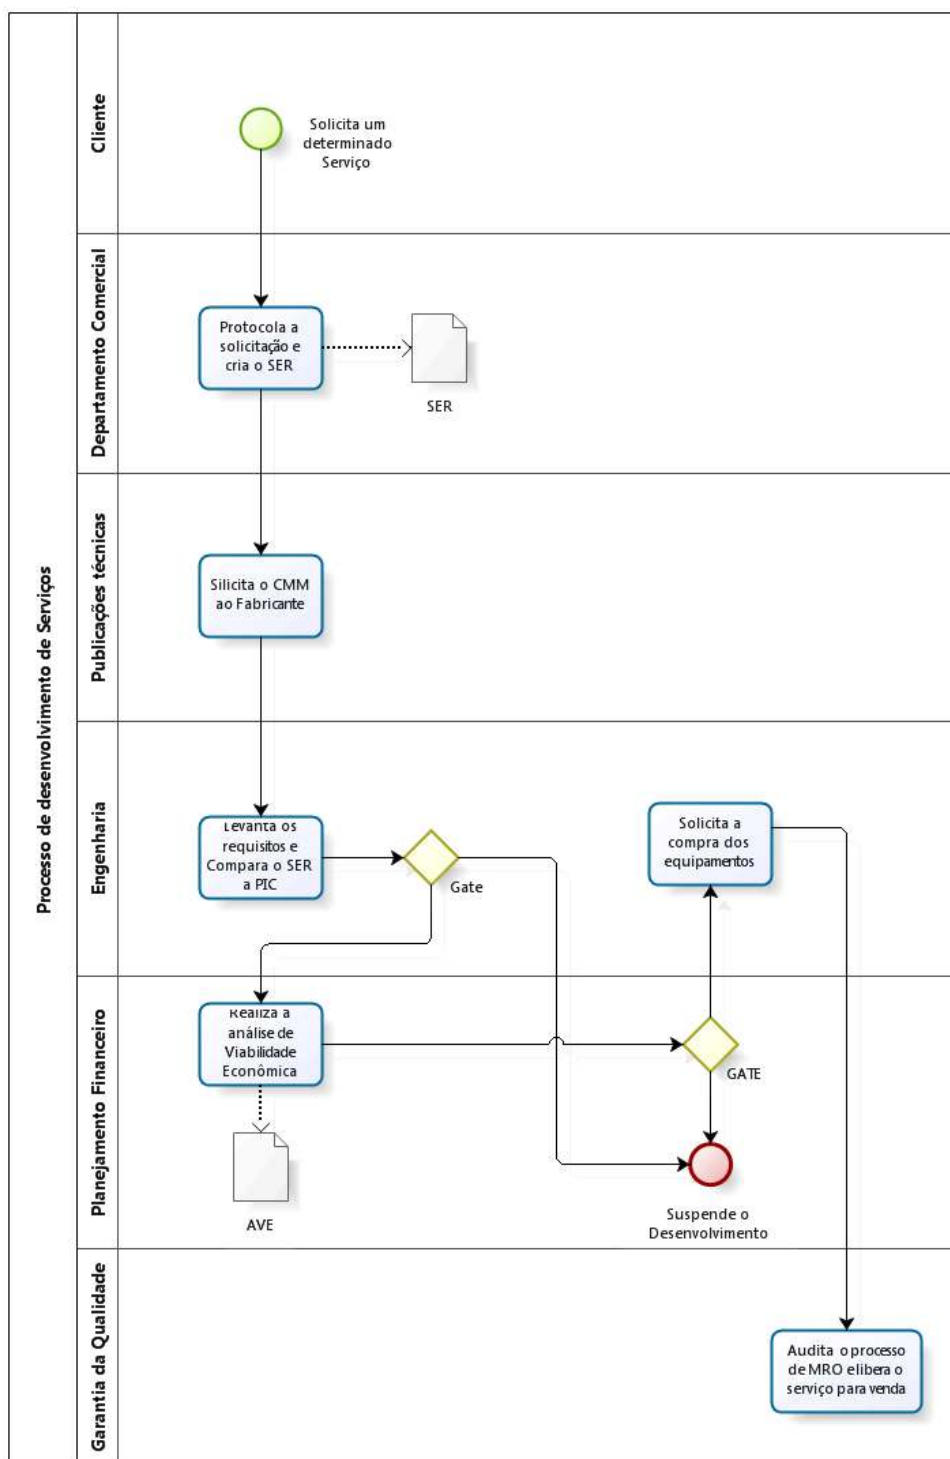 Processo de desenvolvimento de Serviços
Cliente
Solicita um
determinado
Serviço
Departamento Comercial
Protocola a
solicitação e
cria o SER
SER
Publicações técnicas
Silicita o CMM
ao Fabricante
Engenharia
Levanta os
requisitos e
Compara o SER
a PIC
Gate
Solicita a
compra dos
equipamentos
Planejamento Financeiro
Realiza a
análise de
Viabilidade
Econômica
GATE
AVE
Suspende o
Desenvolvimento
Garantia da Qualidade
Audita o processo
de MRO e libera o
serviço para venda